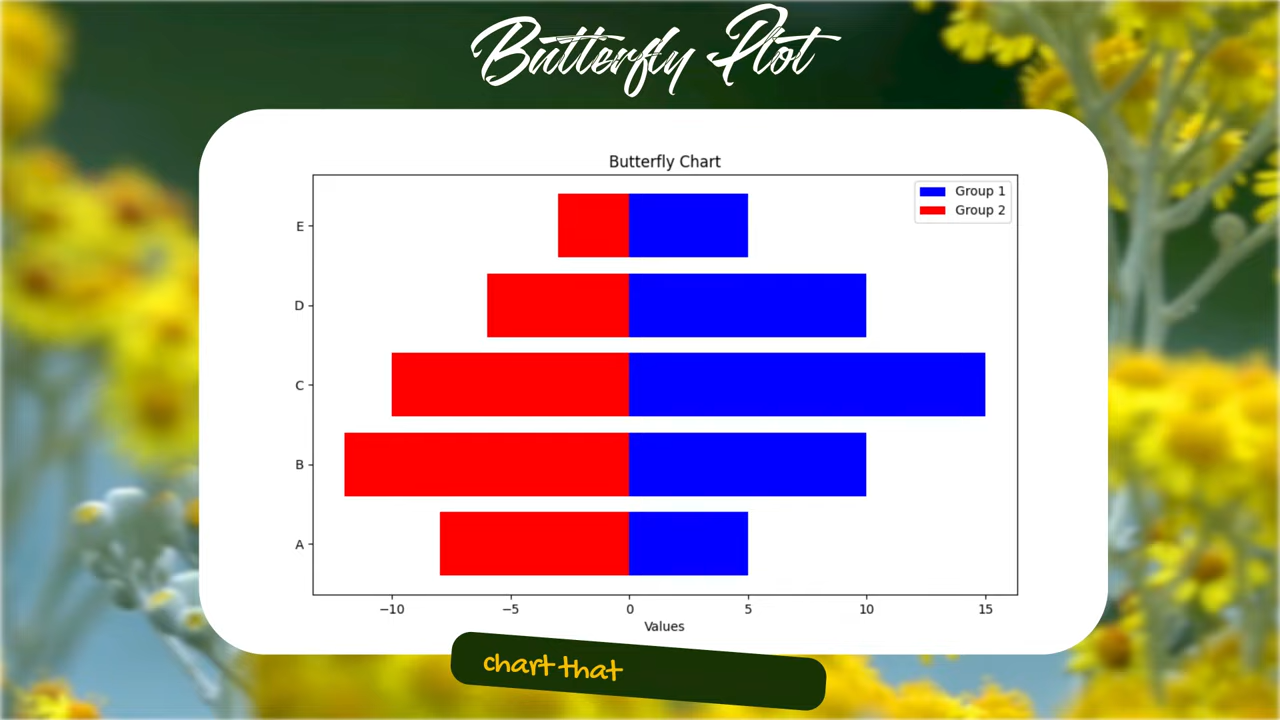 Butterfly Plot
Butterfly Chart
Group 1
Group 2
E
D
C
B
A
−10 −5 0 5 10 15
Values
chart that